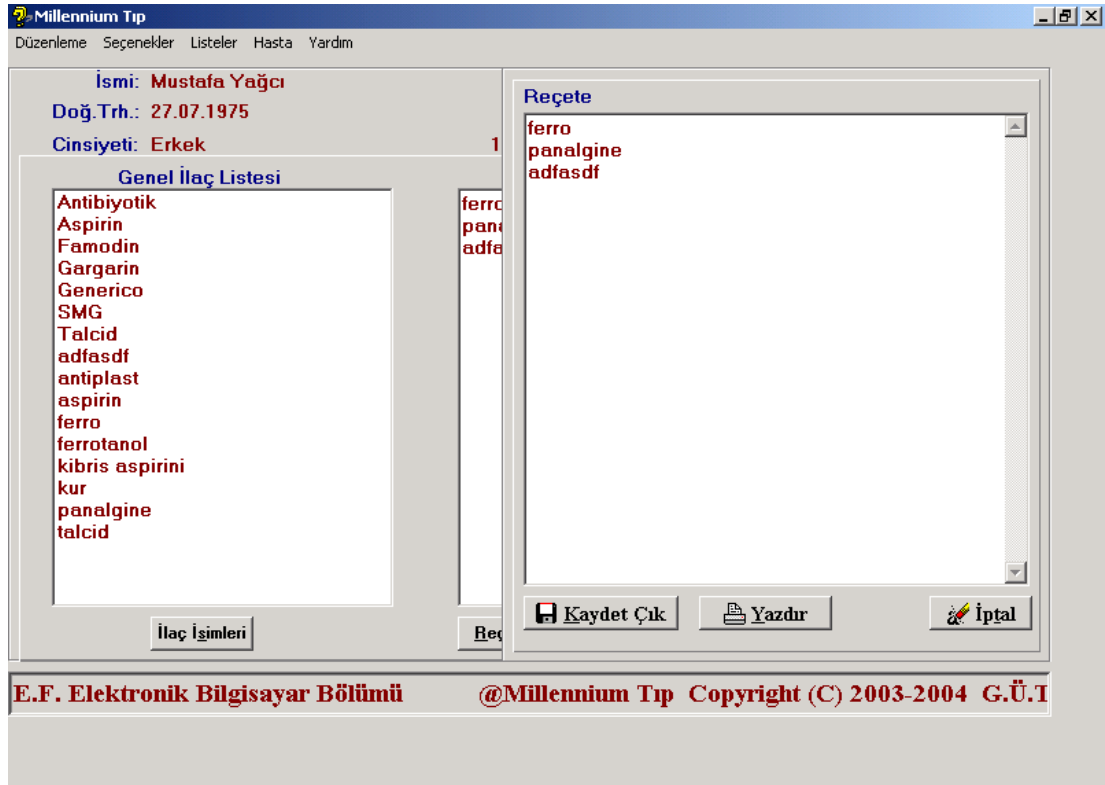 Millennium Tıp
Düzenleme Seçenekler Listeler Hasta Yardım
İsmi: Mustafa Yağcı
Doğ.Trh.: 27.07.1975
Cinsiyeti: Erkek
1
Genel İlaç Listesi
Antibiyotik
Aspirin
Famodin
Gargarin
Generico
SMG
Talcid
adfasdf
antiplast
aspirin
ferro
ferrotanol
kibris aspirini
kur
panalgine
talcid
İlaç İsimleri
Reçete
ferro
panalgine
adfasdf
Kaydet Çık Yazdır İptal
E.F. Elektronik Bilgisayar Bölümü @Millennium Tıp Copyright (C) 2003-2004 G.Ü.T